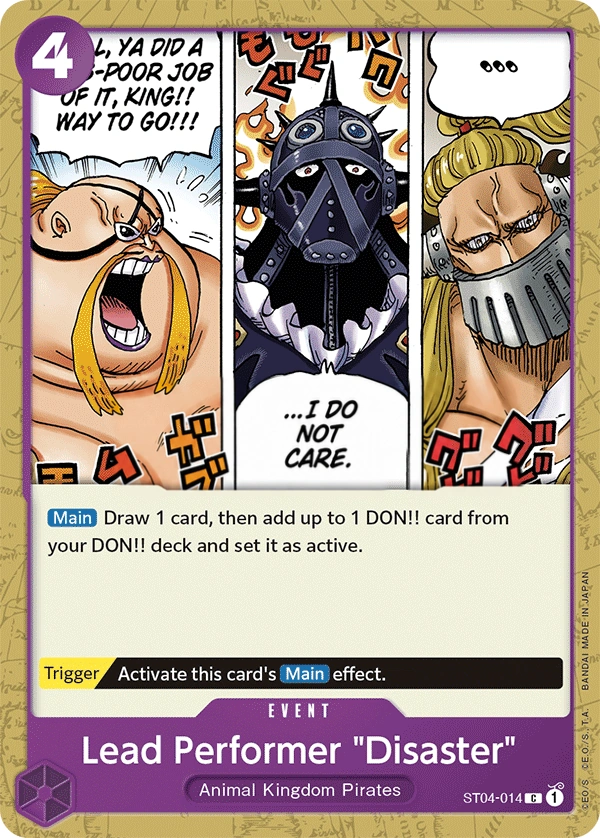 DLICHES EISMEER
4
L, YA DID A
-POOR JOB
OF IT, KING!!
WAY TO GO!!!
...I DO
NOT
CARE.
Main Draw 1 card, then add up to 1 DON!! card from
your DON!! deck and set it as active.
Trigger Activate this card's Main effect.
EVENT
Lead Performer "Disaster"
Animal Kingdom Pirates
ST04-014 C 1
©E.O./S. ©E.O./S.,T.A. BANDAI MADE IN JAPAN